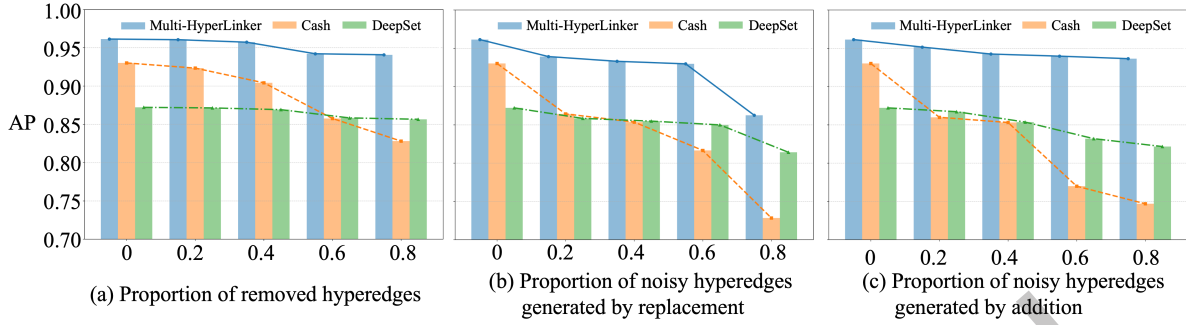 1.00
0.95
0.90
0.85
0.80
0.75
0.70
AP
Multi-HyperLinker Cash DeepSet
0 0.2 0.4 0.6 0.8
(a) Proportion of removed hyperedges
Multi-HyperLinker Cash DeepSet
0 0.2 0.4 0.6 0.8
(b) Proportion of noisy hyperedges
generated by replacement
Multi-HyperLinker Cash DeepSet
0 0.2 0.4 0.6 0.8
(c) Proportion of noisy hyperedges
generated by addition